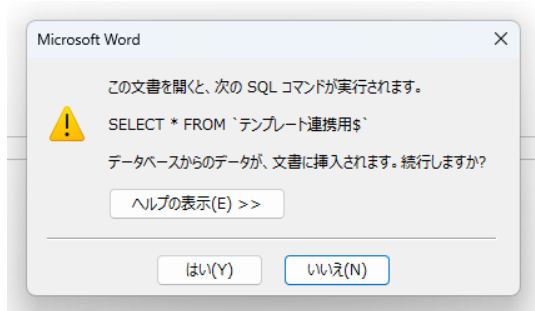 Microsoft Word
この文書を開くと、次の SQL コマンドが実行されます。
SELECT * FROM `テンプレート連携用$`
データベースからのデータが、文書に挿入されます。続行しますか?
ヘルプの表示(E) >>
はい(Y)
いいえ(N)